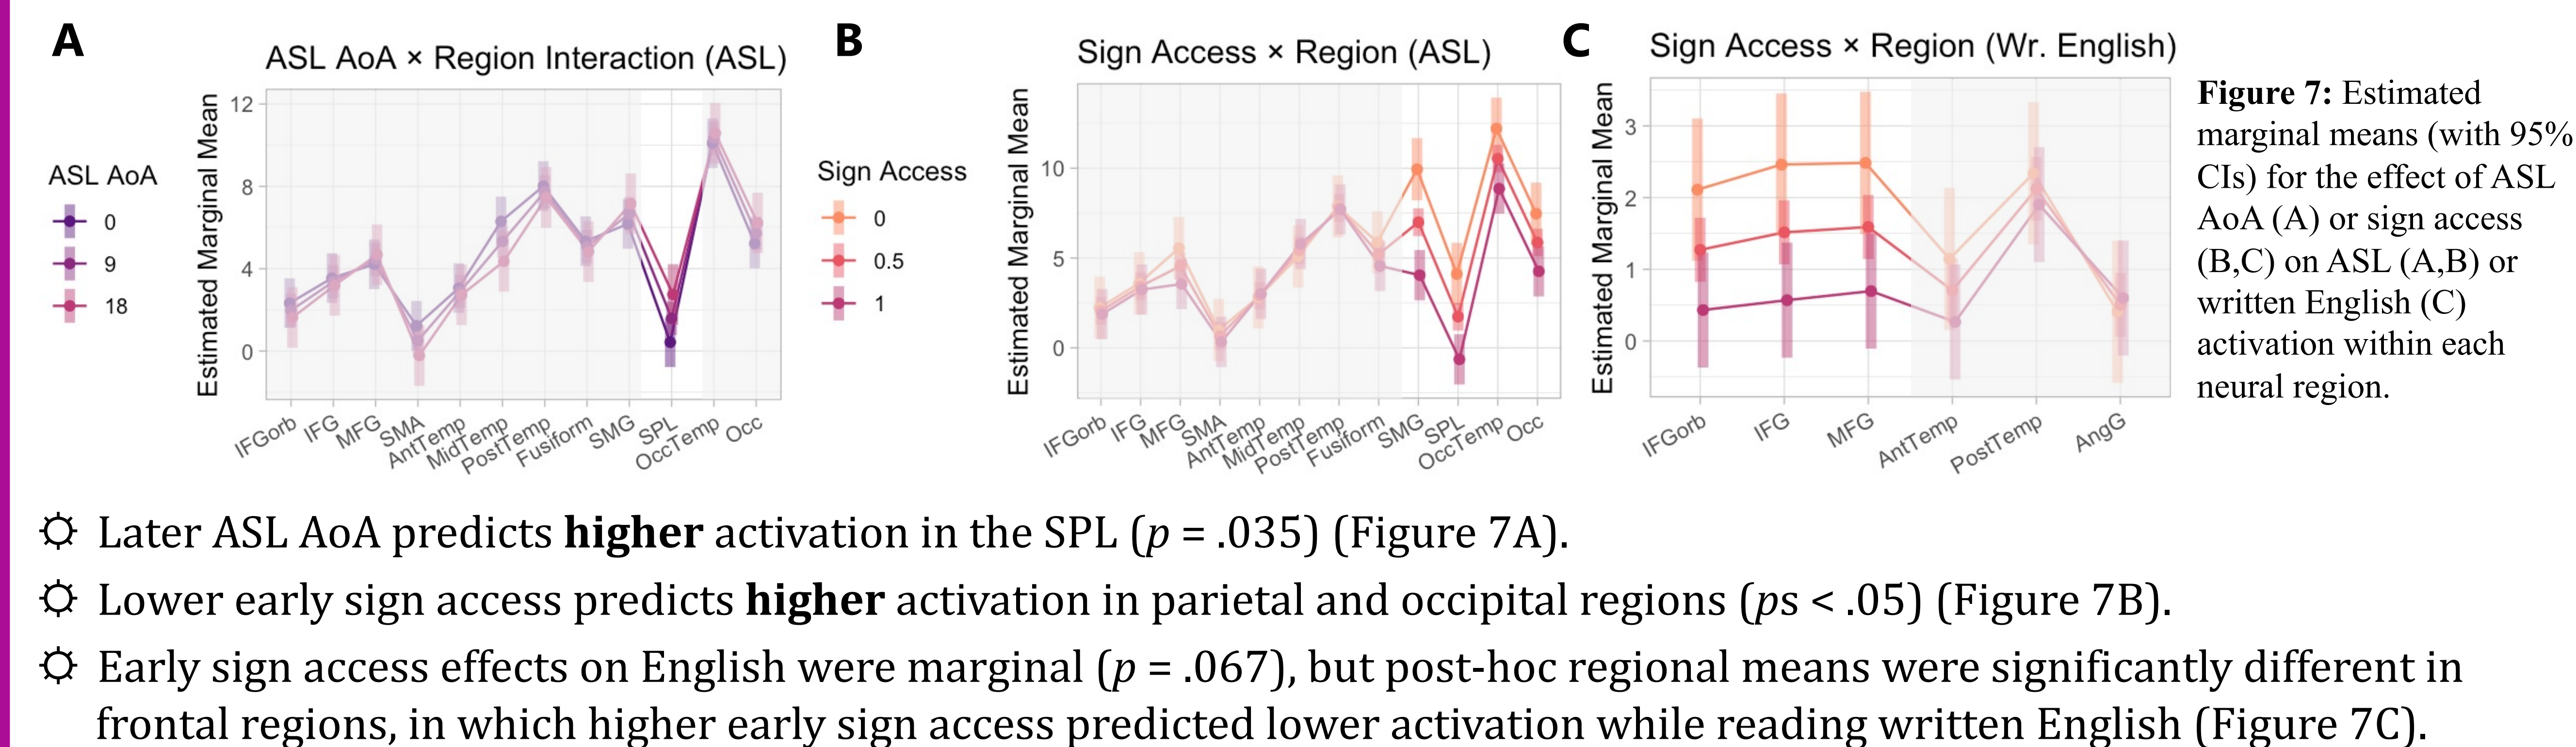 A
ASL AoA × Region Interaction (ASL)
Estimated Marginal Mean
12
8
4
0
ASL AoA
0
9
18
IFGorb
IFG
MFG
SMA
AntTemp
MidTemp
PostTemp
Fusiform
SMG
SPL
OccTemp
Occ
B
Sign Access × Region (ASL)
Estimated Marginal Mean
10
5
0
Sign Access
0
0.5
1
IFGorb
IFG
MFG
SMA
AntTemp
MidTemp
PostTemp
Fusiform
SMG
SPL
OccTemp
Occ
C
Sign Access × Region (Wr. English)
Estimated Marginal Mean
3
2
1
0
IFGorb
IFG
MFG
AntTemp
PostTemp
AngG
Figure 7: Estimated
marginal means (with 95%
CIs) for the effect of ASL
AoA (A) or sign access
(B,C) on ASL (A,B) or
written English (C)
activation within each
neural region.
Later ASL AoA predicts higher activation in the SPL (p = .035) (Figure 7A).
Lower early sign access predicts higher activation in parietal and occipital regions (ps < .05) (Figure 7B).
Early sign access effects on English were marginal (p = .067), but post-hoc regional means were significantly different in
frontal regions, in which higher early sign access predicted lower activation while reading written English (Figure 7C).